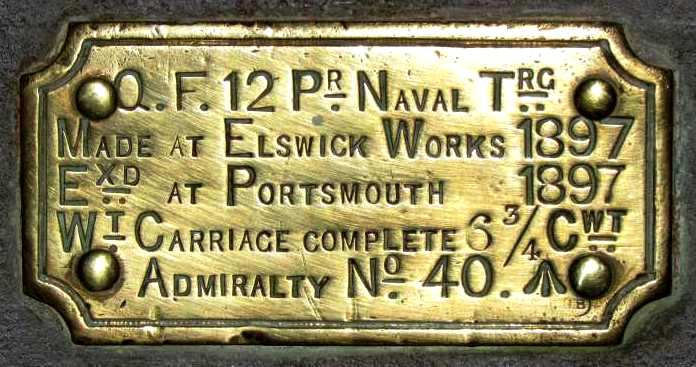 Q.F. 12 PR NAVAL TRG
MADE AT ELSWICK WORKS 1897
EXD AT PORTSMOUTH 1897
WT CARRIAGE COMPLETE 6 3/4 CWT
ADMIRALTY No 40.
B